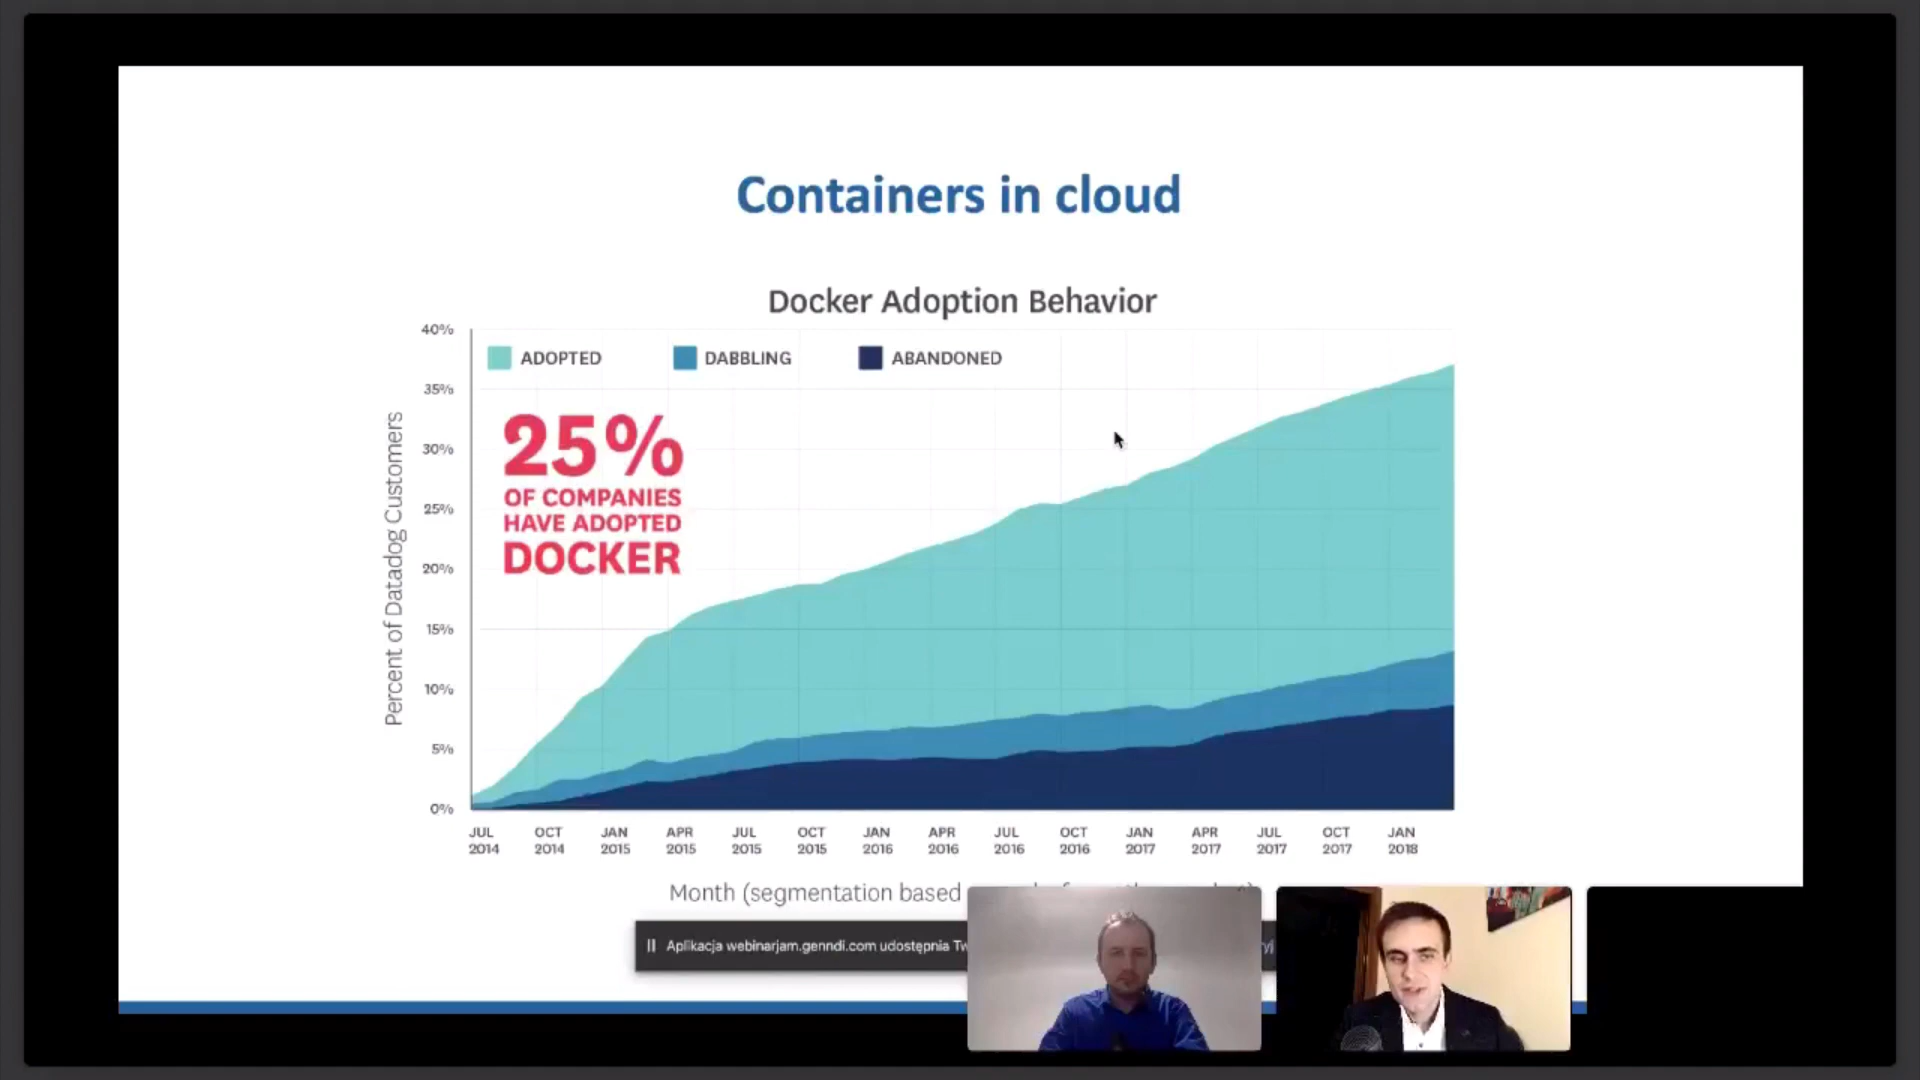 Containers in cloud
Docker Adoption Behavior
ADOPTED DABBLING ABANDONED
25%
OF COMPANIES
HAVE ADOPTED
DOCKER
Percent of Datadog Customers
40%
35%
30%
25%
20%
15%
10%
5%
0%
JUL 2014
OCT 2014
JAN 2015
APR 2015
JUL 2015
OCT 2015
JAN 2016
APR 2016
JUL 2016
OCT 2016
JAN 2017
APR 2017
JUL 2017
OCT 2017
JAN 2018
Month (segmentation based
Aplikacja webinarjam.genndi.com udostępnia